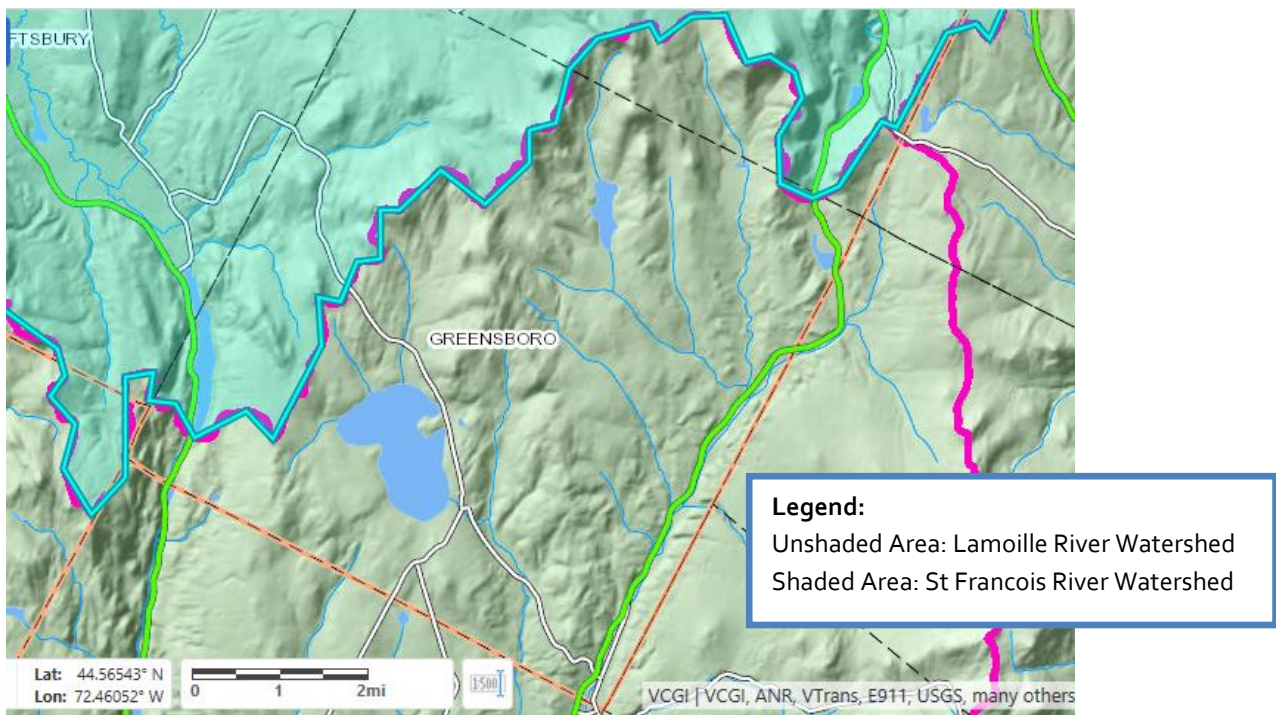 FTSBURY
GREENSBORO
Legend:
Unshaded Area: Lamoille River Watershed
Shaded Area: St Francois River Watershed
Lat: 44.56543° N
Lon: 72.46052° W
0 1 2mi
1:500
VCGI | VCGI, ANR, VTrans, E911, USGS, many others